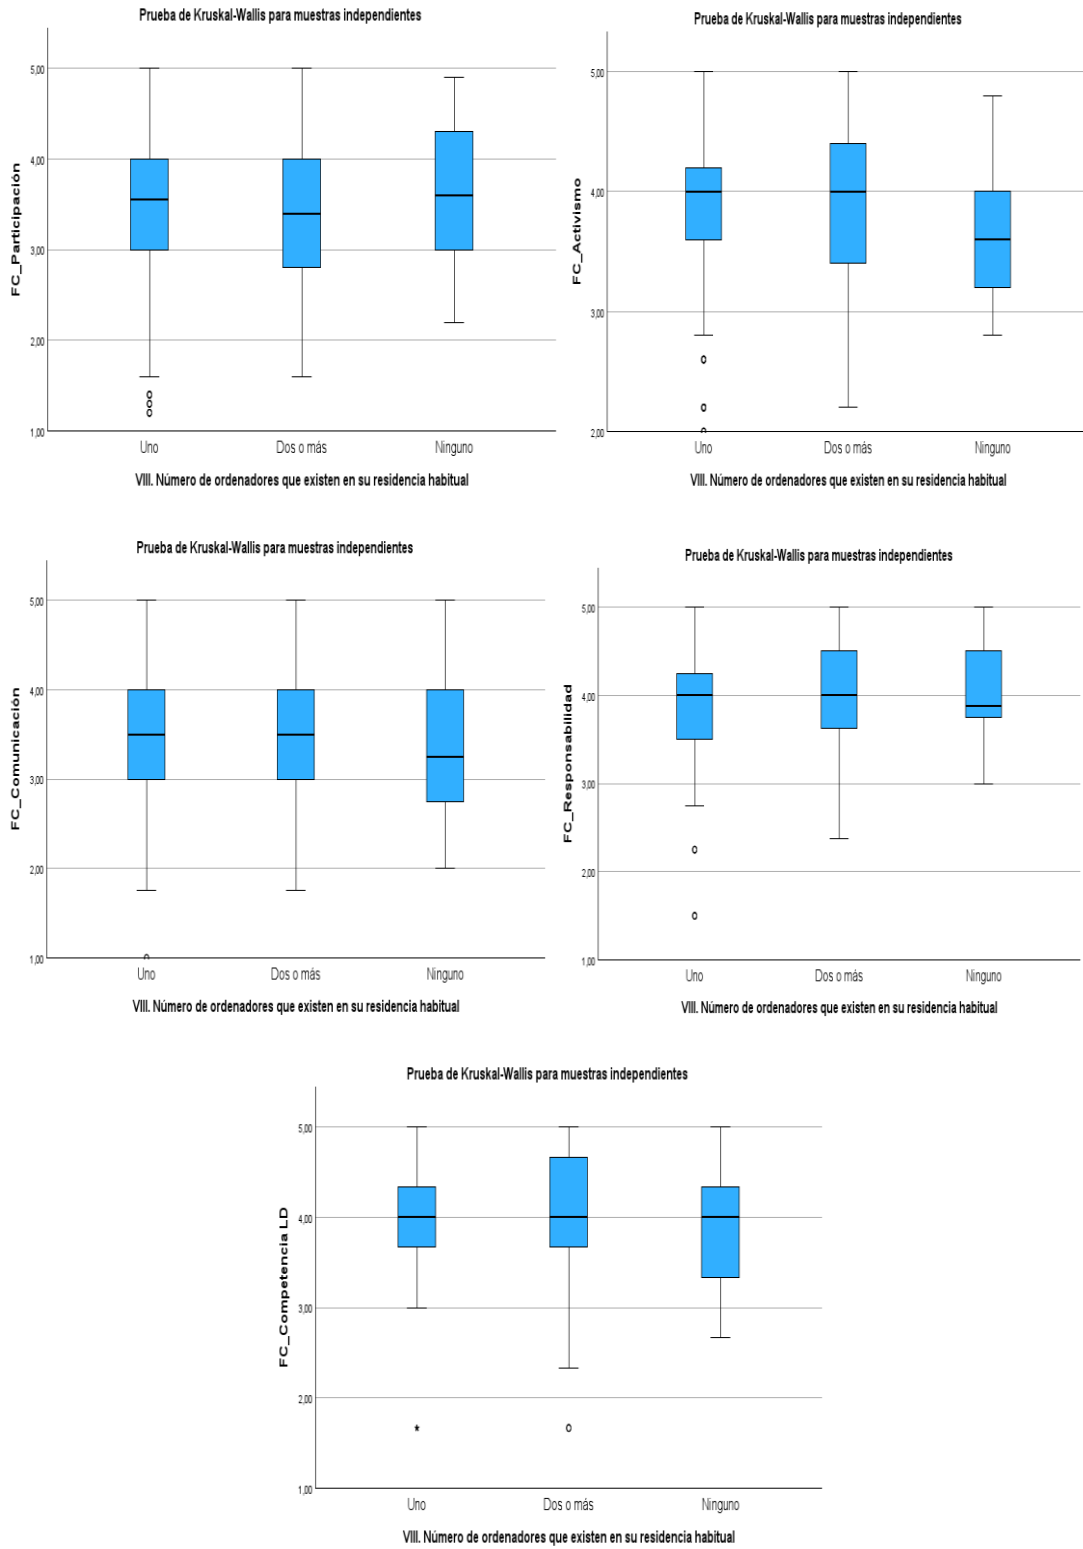 Prueba de Kruskal-Wallis para muestras independientes
FC_Participación
5,00
4,00
3,00
2,00
1,00
Uno Dos o más Ninguno
VIII. Número de ordenadores que existen en su residencia habitual
Prueba de Kruskal-Wallis para muestras independientes
FC_Activismo
5,00
4,00
3,00
2,00
Uno Dos o más Ninguno
VIII. Número de ordenadores que existen en su residencia habitual
Prueba de Kruskal-Wallis para muestras independientes
FC_Comunicación
5,00
4,00
3,00
2,00
1,00
Uno Dos o más Ninguno
VIII. Número de ordenadores que existen en su residencia habitual
Prueba de Kruskal-Wallis para muestras independientes
FC_Responsabilidad
5,00
4,00
3,00
2,00
1,00
Uno Dos o más Ninguno
VIII. Número de ordenadores que existen en su residencia habitual
Prueba de Kruskal-Wallis para muestras independientes
FC_Competencia LD
5,00
4,00
3,00
2,00
1,00
Uno Dos o más Ninguno
VIII. Número de ordenadores que existen en su residencia habitual